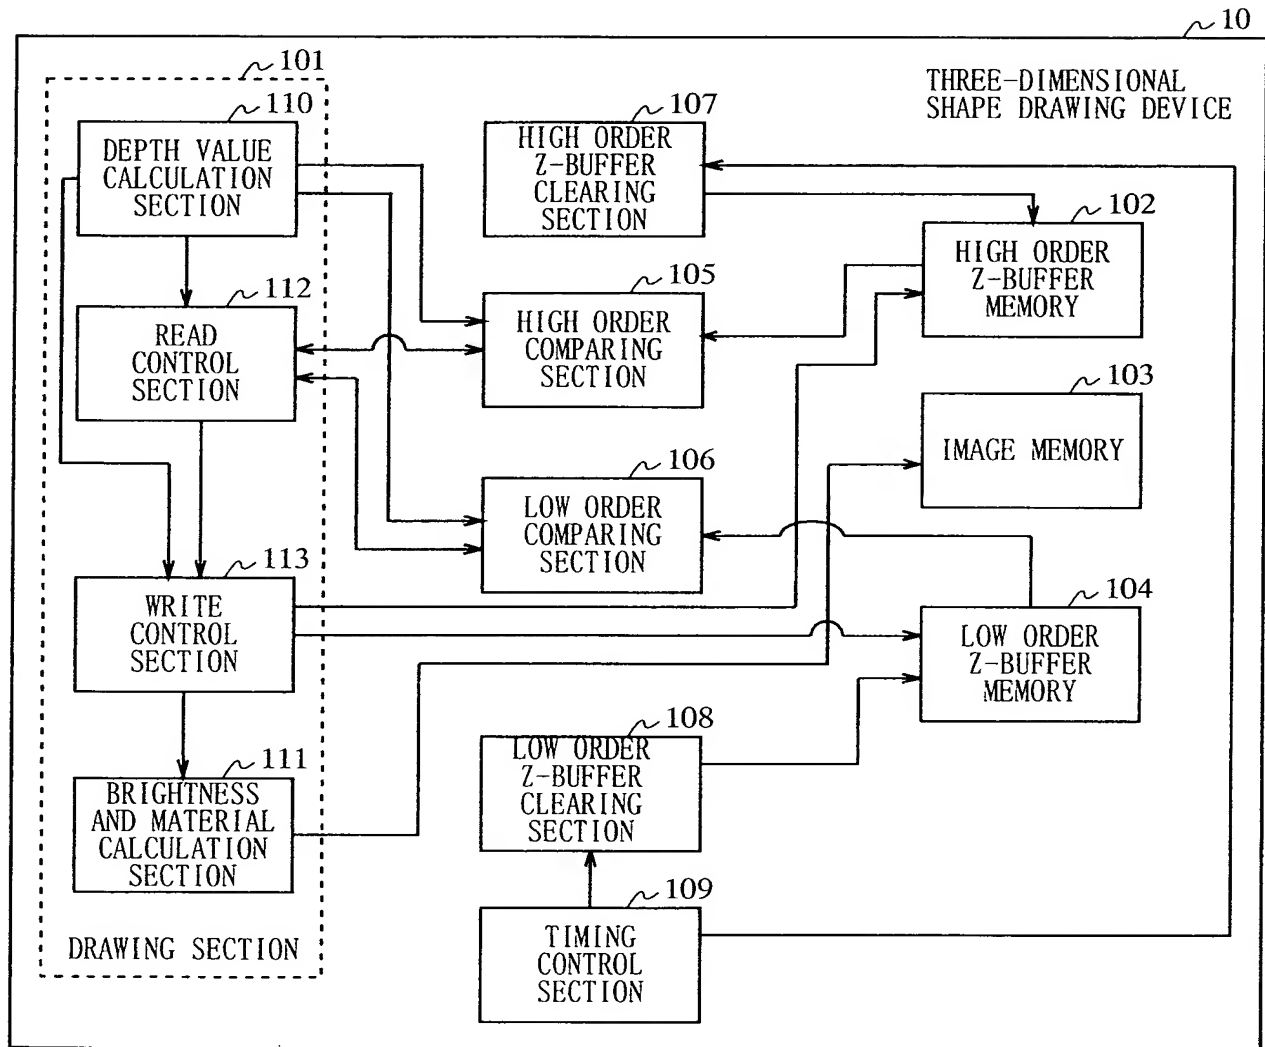 10
THREE-DIMENSIONAL
SHAPE DRAWING DEVICE
101
110
DEPTH VALUE
CALCULATION
SECTION
107
HIGH ORDER
Z-BUFFER
CLEARING
SECTION
102
HIGH ORDER
Z-BUFFER
MEMORY
112
READ
CONTROL
SECTION
105
HIGH ORDER
COMPARING
SECTION
103
IMAGE MEMORY
106
LOW ORDER
COMPARING
SECTION
113
WRITE
CONTROL
SECTION
104
LOW ORDER
Z-BUFFER
MEMORY
108
LOW ORDER
Z-BUFFER
CLEARING
SECTION
111
BRIGHTNESS
AND MATERIAL
CALCULATION
SECTION
109
TIMING
CONTROL
SECTION
DRAWING SECTION